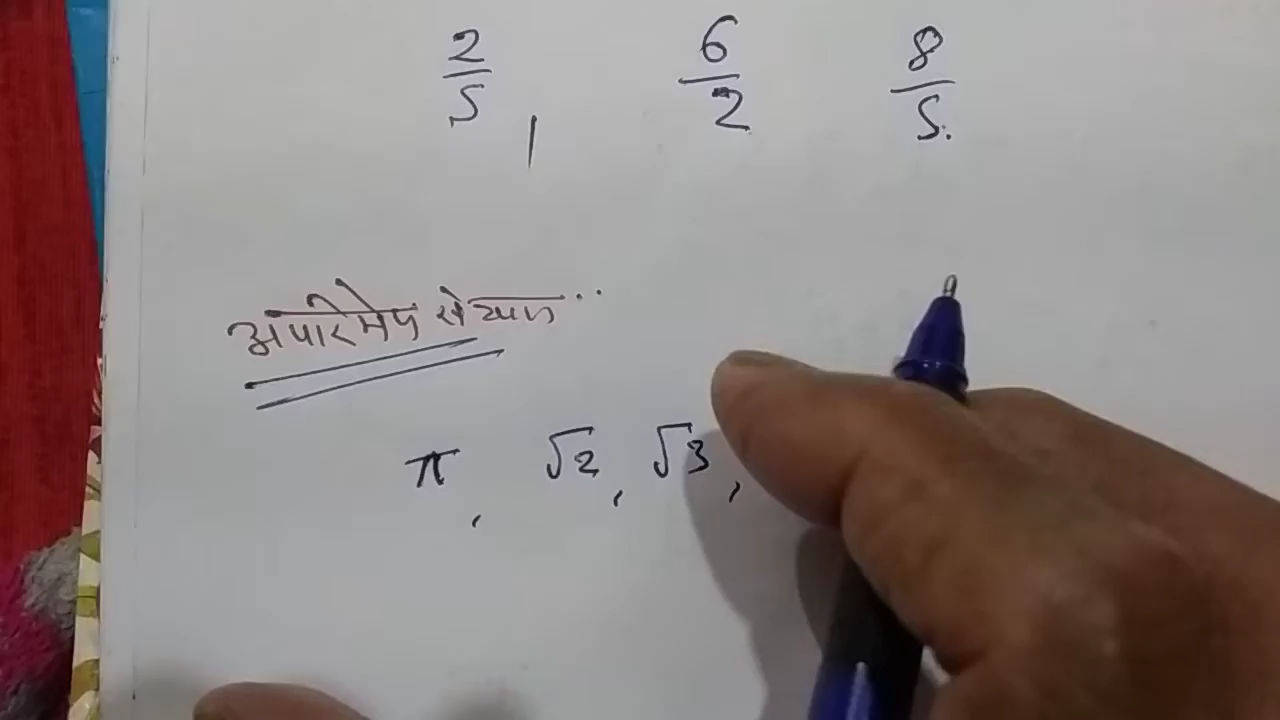 2/5, 6/2 8/5.
अपरिमेय संख्या..
π, √2, √3,